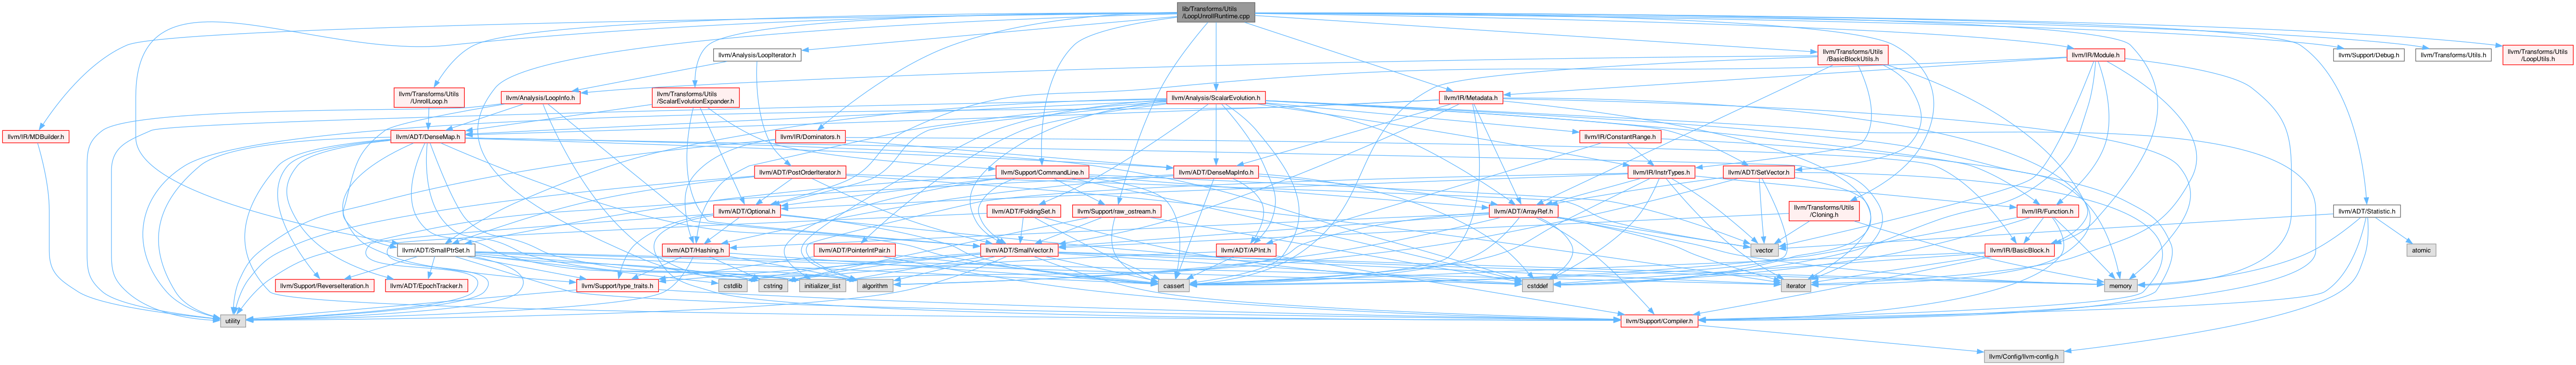 lib/Transforms/Utils
/LoopUnrollRuntime.cpp
llvm/Analysis/LoopIterator.h
llvm/Transforms/Utils
/BasicBlockUtils.h
llvm/IR/Module.h
llvm/Support/Debug.h
llvm/Transforms/Utils.h
llvm/Transforms/Utils
/LoopUtils.h
llvm/Transforms/Utils
/UnrollLoop.h
llvm/Analysis/LoopInfo.h
llvm/Transforms/Utils
/ScalarEvolutionExpander.h
llvm/Analysis/ScalarEvolution.h
llvm/IR/Metadata.h
llvm/IR/MDBuilder.h
llvm/ADT/DenseMap.h
llvm/IR/Dominators.h
llvm/IR/ConstantRange.h
llvm/ADT/PostOrderIterator.h
llvm/Support/CommandLine.h
llvm/ADT/DenseMapInfo.h
llvm/IR/InstrTypes.h
llvm/ADT/SetVector.h
llvm/ADT/Optional.h
llvm/ADT/FoldingSet.h
llvm/Support/raw_ostream.h
llvm/ADT/ArrayRef.h
llvm/Transforms/Utils
/Cloning.h
llvm/IR/Function.h
llvm/ADT/Statistic.h
llvm/ADT/SmallPtrSet.h
llvm/ADT/Hashing.h
llvm/ADT/PointerIntPair.h
llvm/ADT/SmallVector.h
llvm/ADT/APInt.h
vector
llvm/IR/BasicBlock.h
atomic
llvm/Support/ReverseIteration.h
llvm/ADT/EpochTracker.h
llvm/Support/type_traits.h
cstdlib
cstring
initializer_list
algorithm
cassert
cstddef
iterator
memory
utility
llvm/Support/Compiler.h
llvm/Config/llvm-config.h